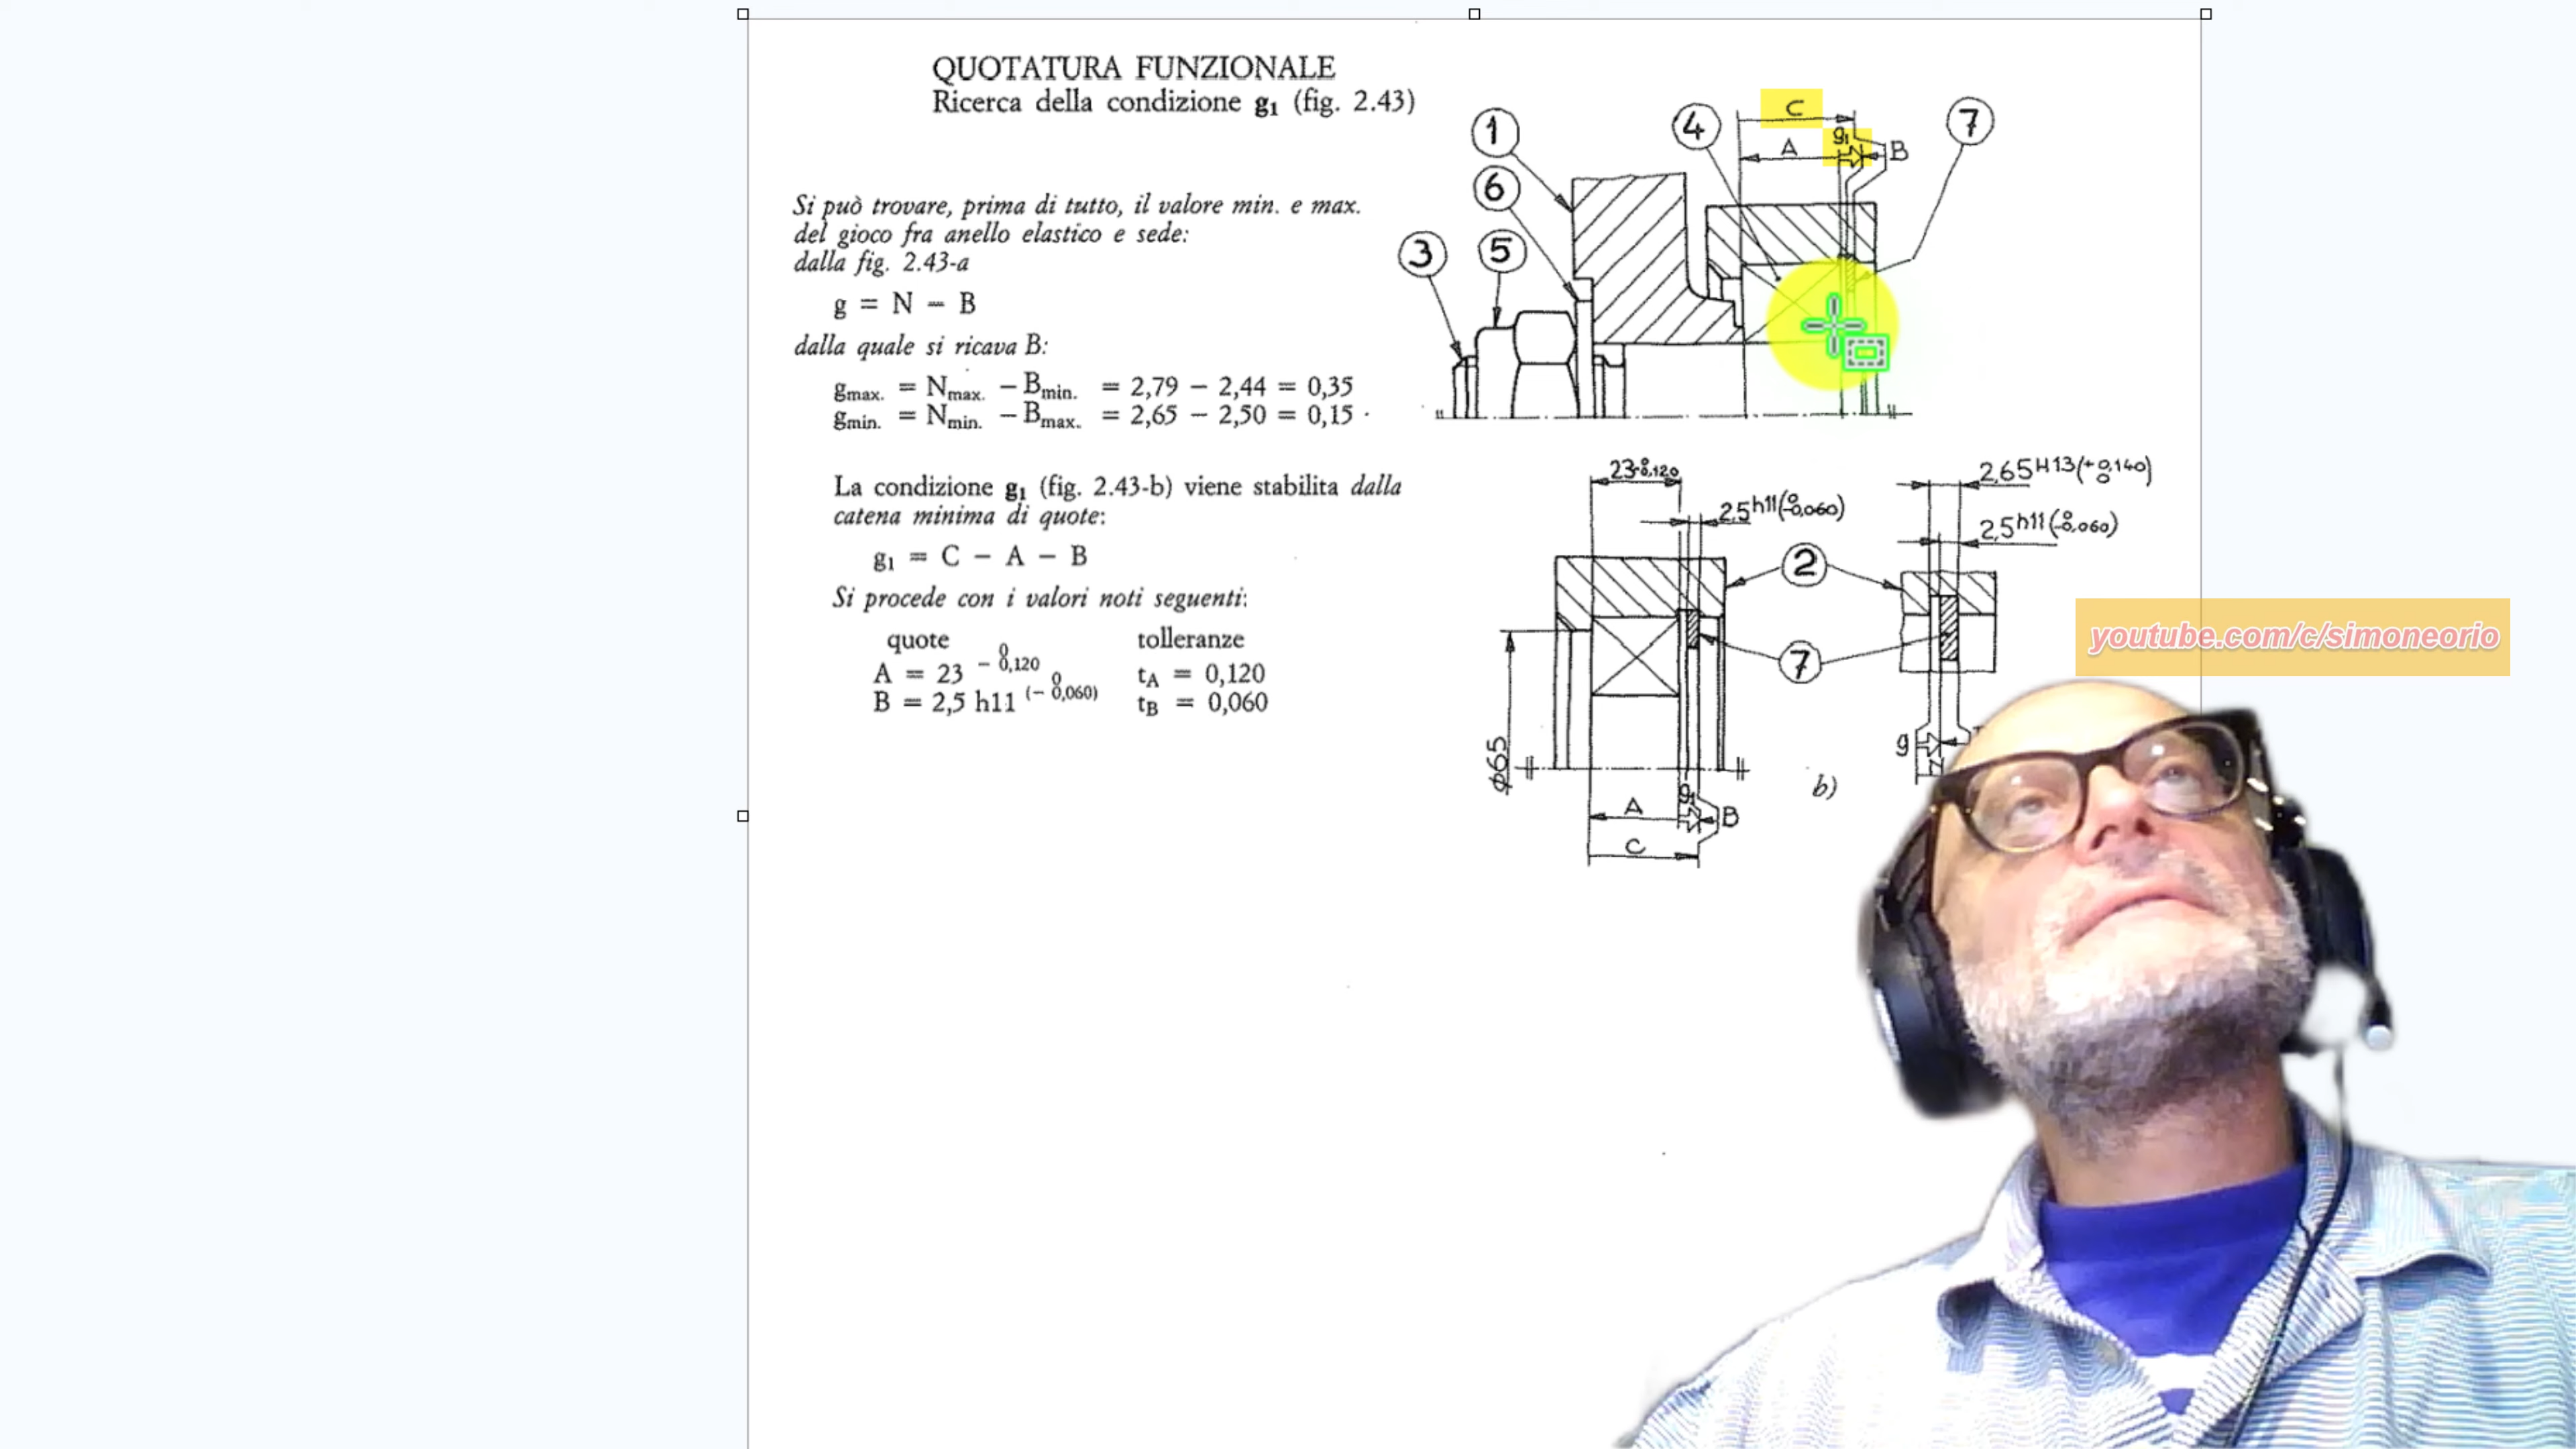 QUOTATURA FUNZIONALE
Ricerca della condizione g1 (fig. 2.43)
Si può trovare, prima di tutto, il valore min. e max.
del gioco fra anello elastico e sede:
dalla fig. 2.43-a
g = N − B
dalla quale si ricava B:
gmax. = Nmax. − Bmin. = 2,79 − 2,44 = 0,35
gmin. = Nmin. − Bmax. = 2,65 − 2,50 = 0,15
La condizione g1 (fig. 2.43-b) viene stabilita dalla
catena minima di quote:
g1 = C − A − B
Si procede con i valori noti seguenti:
quote tolleranze
A = 23 0 − 0,120 tA = 0,120
B = 2,5 h11 (− 0 0,060) tB = 0,060
C
1 4 g1 7
A B
6
3 5
23 0 -0,120
2,65 H13 (+0,140 0)
2,5 h11 (0 -0,060)
2,5 h11 (0 -0,060)
2
7
φ65
g
N
b)
g1
A B
C
youtube.com/c/simoneorio